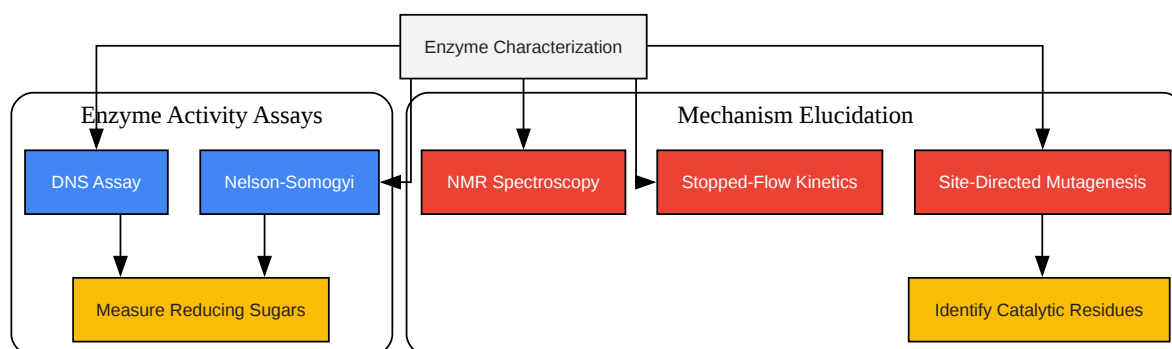 Enzyme Characterization
Enzyme Activity Assays
Mechanism Elucidation
DNS Assay
Nelson-Somogyi
NMR Spectroscopy
Stopped-Flow Kinetics
Site-Directed Mutagenesis
Measure Reducing Sugars
Identify Catalytic Residues